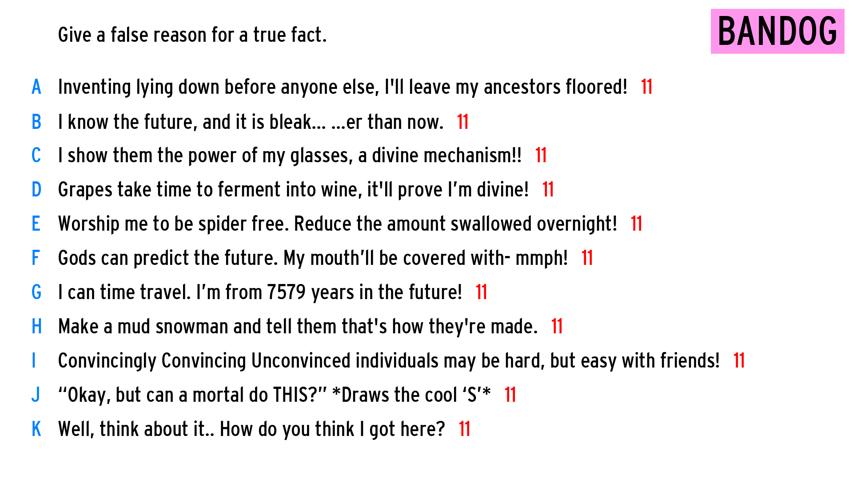 Give a false reason for a true fact.
BANDOG
A Inventing lying down before anyone else, I'll leave my ancestors floored! 11
B I know the future, and it is bleak... ...er than now. 11
C I show them the power of my glasses, a divine mechanism!! 11
D Grapes take time to ferment into wine, it'll prove I'm divine! 11
E Worship me to be spider free. Reduce the amount swallowed overnight! 11
F Gods can predict the future. My mouth'll be covered with- mmph! 11
G I can time travel. I'm from 7579 years in the future! 11
H Make a mud snowman and tell them that's how they're made. 11
I Convincingly Convincing Unconvinced individuals may be hard, but easy with friends! 11
J “Okay, but can a mortal do THIS?” *Draws the cool ‘S’* 11
K Well, think about it.. How do you think I got here? 11